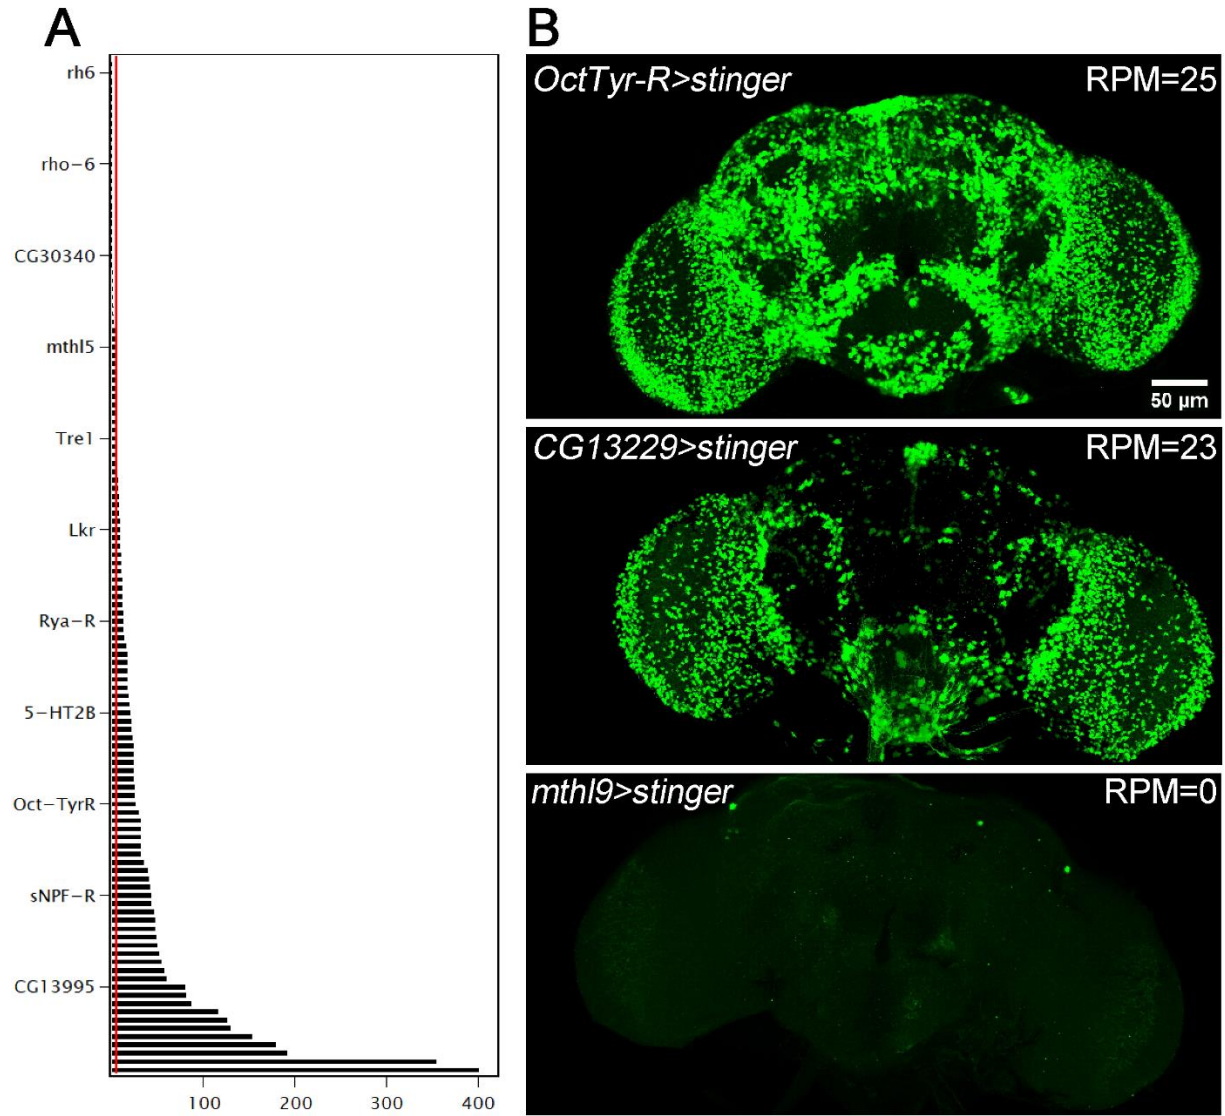 A
rh6
rho−6
CG30340
mthl5
Tre1
Lkr
Rya−R
5−HT2B
Oct−TyrR
sNPF−R
CG13995
100 200 300 400
B
OctTyr-R>stinger RPM=25
50 µm
CG13229>stinger RPM=23
mthl9>stinger RPM=0